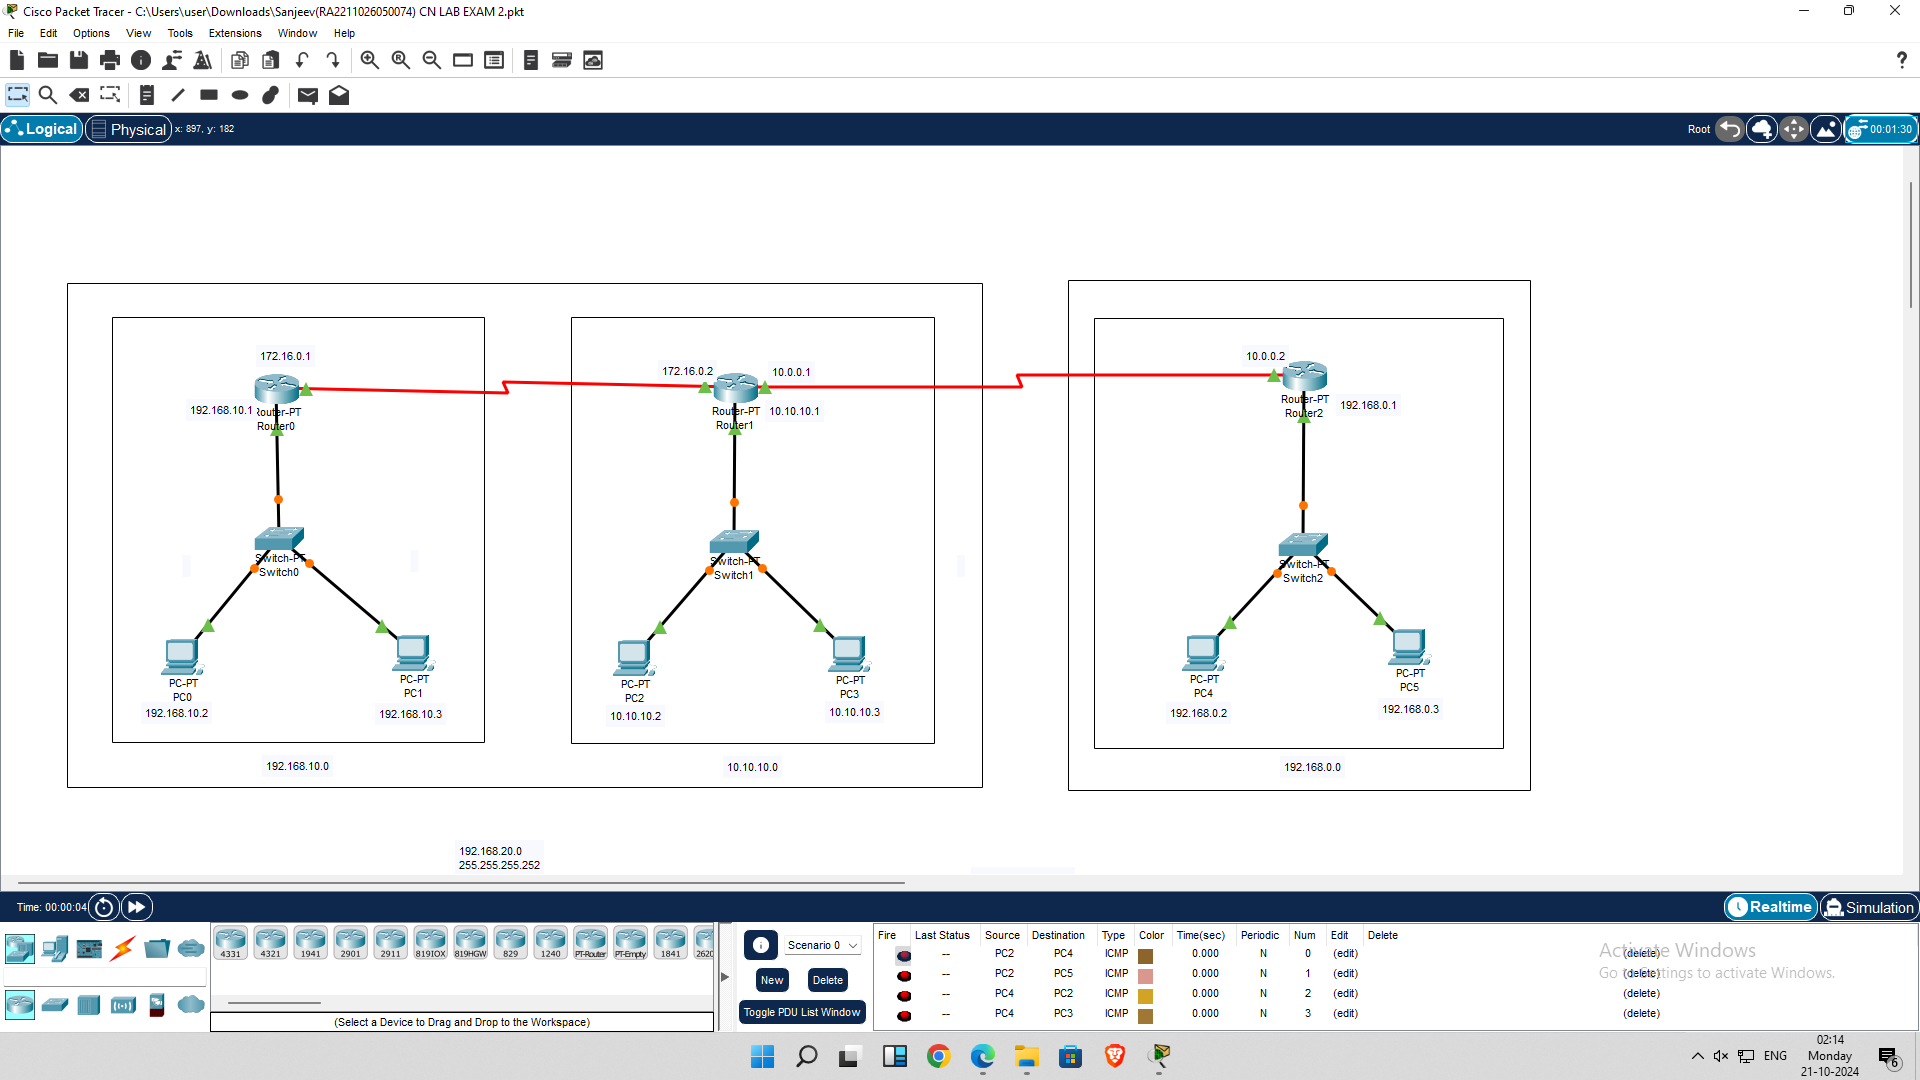 Cisco Packet Tracer - C:\Users\user\Downloads\Sanjeev(RA2211026050074) CN LAB EXAM 2.pkt
File Edit Options View Tools Extensions Window Help
Logical Physical x: 897, y: 182 Root 00:01:30
172.16.0.1
192.168.10.1
Router-PT
Router0
172.16.0.2
10.0.0.1
Router-PT
Router1
10.10.10.1
10.0.0.2
Router-PT
Router2
192.168.0.1
Switch-PT
Switch0
Switch-PT
Switch1
Switch-PT
Switch2
PC-PT
PC0
192.168.10.2
PC-PT
PC1
192.168.10.3
PC-PT
PC2
10.10.10.2
PC-PT
PC3
10.10.10.3
PC-PT
PC4
192.168.0.2
PC-PT
PC5
192.168.0.3
192.168.10.0
10.10.10.0
192.168.0.0
192.168.20.0
255.255.255.252
Time: 00:00:04 Realtime Simulation
4331 4321 1941 2901 2911 819IOX 819HGW 829 1240 PT-Router PT-Empty 1841 2620
(Select a Device to Drag and Drop to the Workspace)
Scenario 0
New Delete
Toggle PDU List Window
Fire Last Status Source Destination Type Color Time(sec) Periodic Num Edit Delete
-- PC2 PC4 ICMP 0.000 N 0 (edit) (delete)
-- PC2 PC5 ICMP 0.000 N 1 (edit) (delete)
-- PC4 PC2 ICMP 0.000 N 2 (edit) (delete)
-- PC4 PC3 ICMP 0.000 N 3 (edit) (delete)
Activate Windows
Go to Settings to activate Windows.
ENG
02:14
Monday
21-10-2024
6